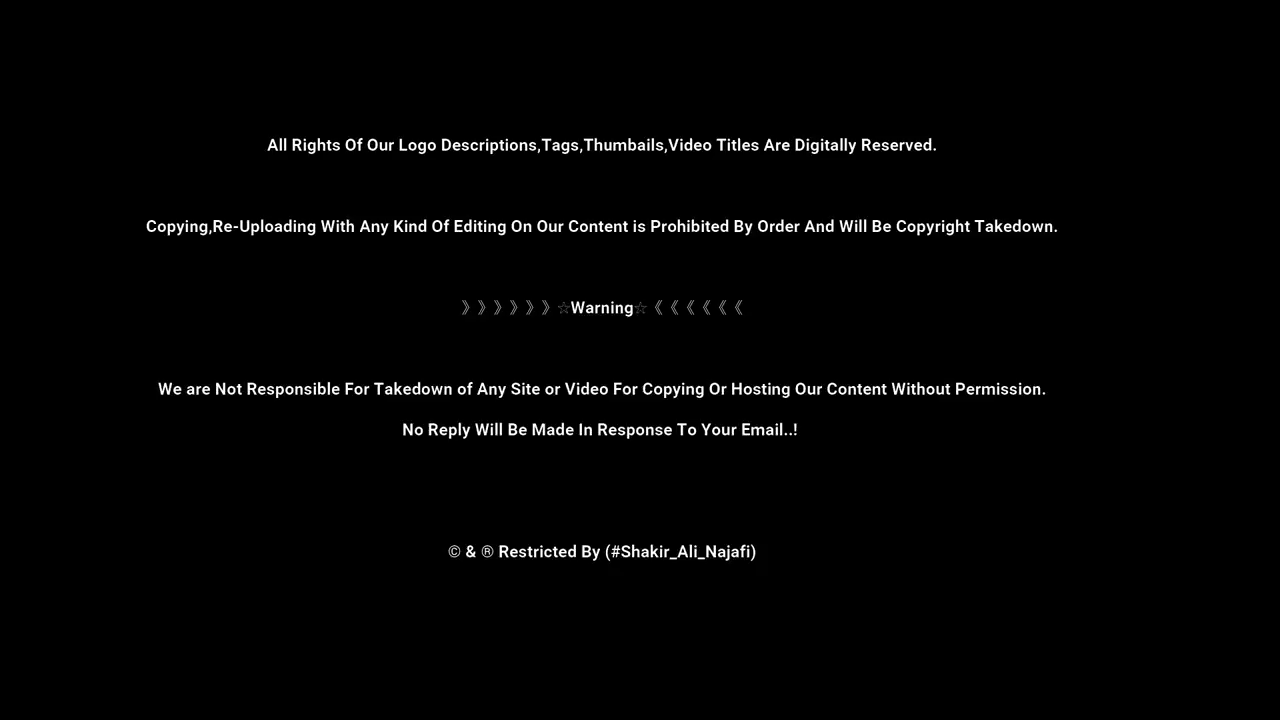 All Rights Of Our Logo Descriptions,Tags,Thumbails,Video Titles Are Digitally Reserved.
Copying,Re-Uploading With Any Kind Of Editing On Our Content is Prohibited By Order And Will Be Copyright Takedown.
》》》》》》☆Warning☆《《《《《《
We are Not Responsible For Takedown of Any Site or Video For Copying Or Hosting Our Content Without Permission.
No Reply Will Be Made In Response To Your Email..!
© & ® Restricted By (#Shakir_Ali_Najafi)